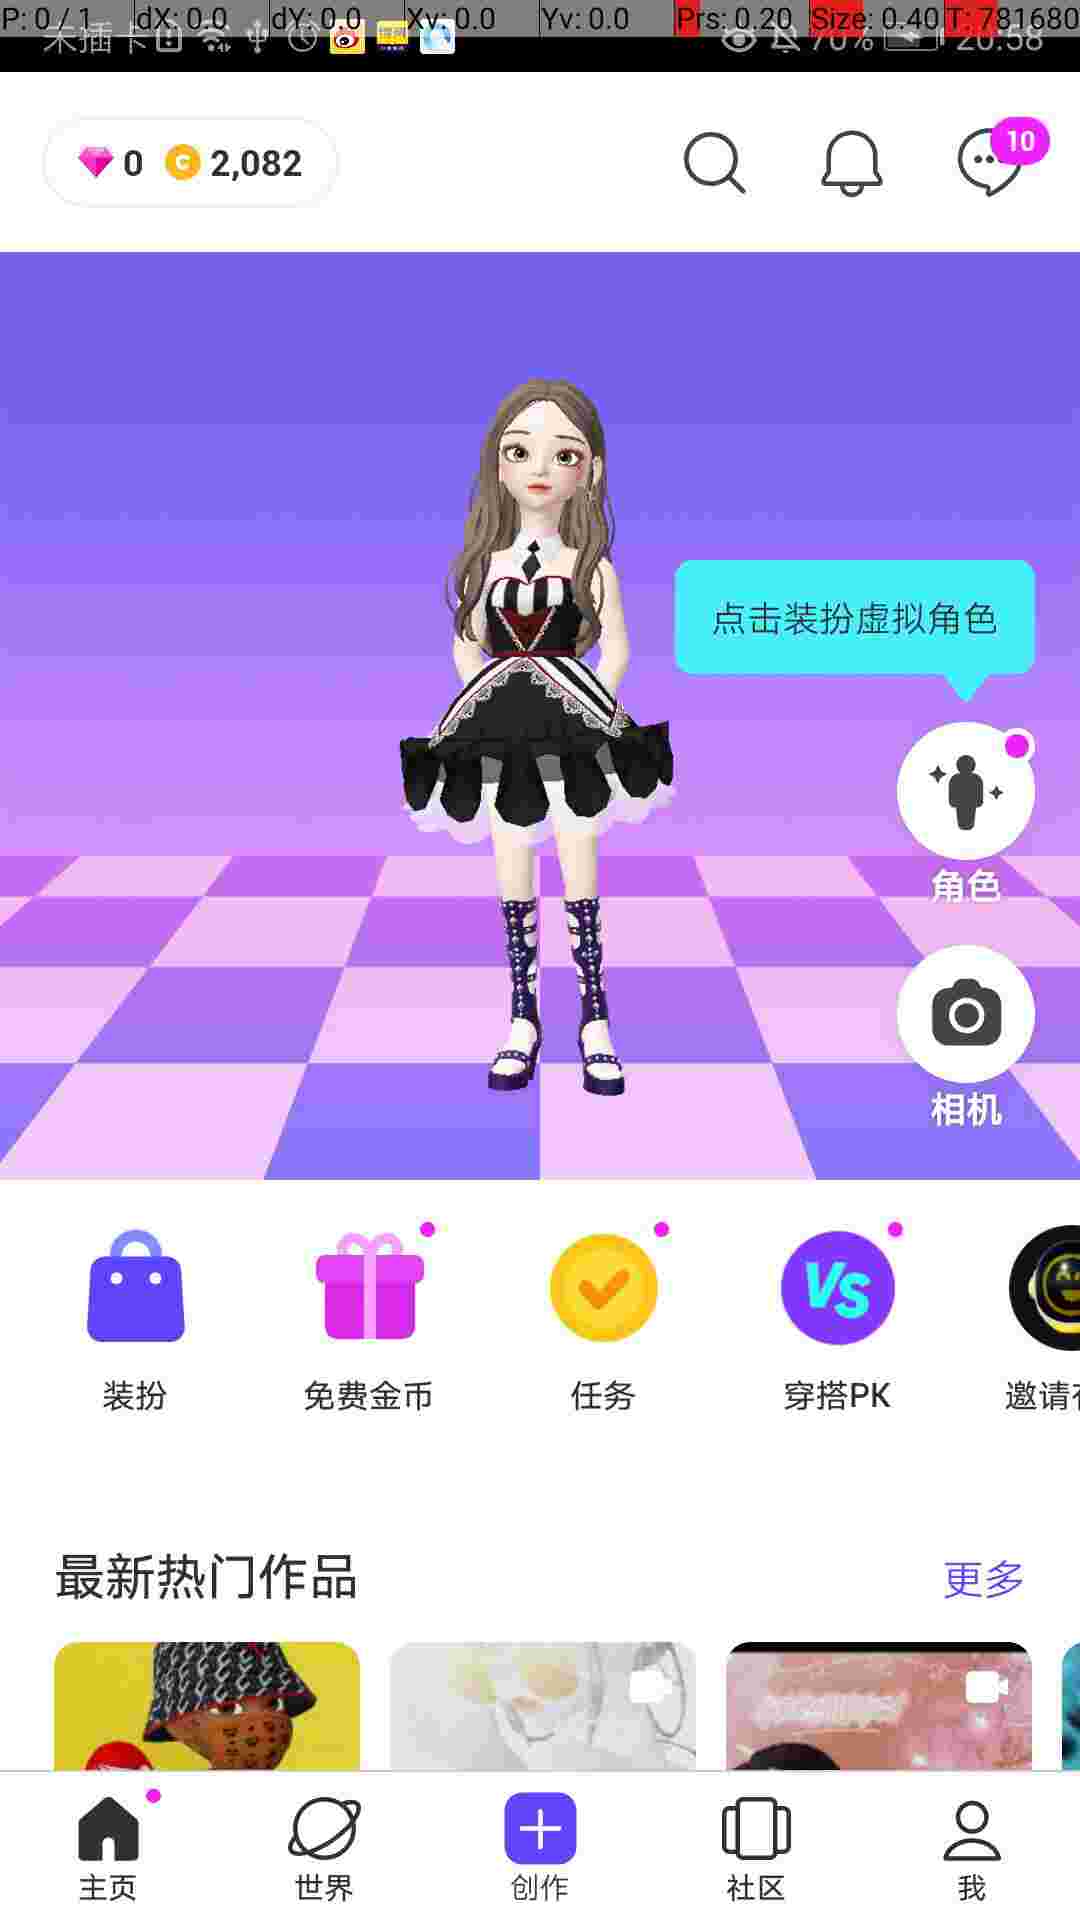 P: 0 / 1 dX: 0.0 dY: 0.0 Xv: 0.0 Yv: 0.0 Prs: 0.20 Size: 0.40 T: 781680
未插卡 70% 20:58
0 C 2,082
10
点击装扮虚拟角色
角色
相机
VS
装扮 免费金币 任务 穿搭PK 邀请
最新热门作品 更多
主页 世界 创作 社区 我